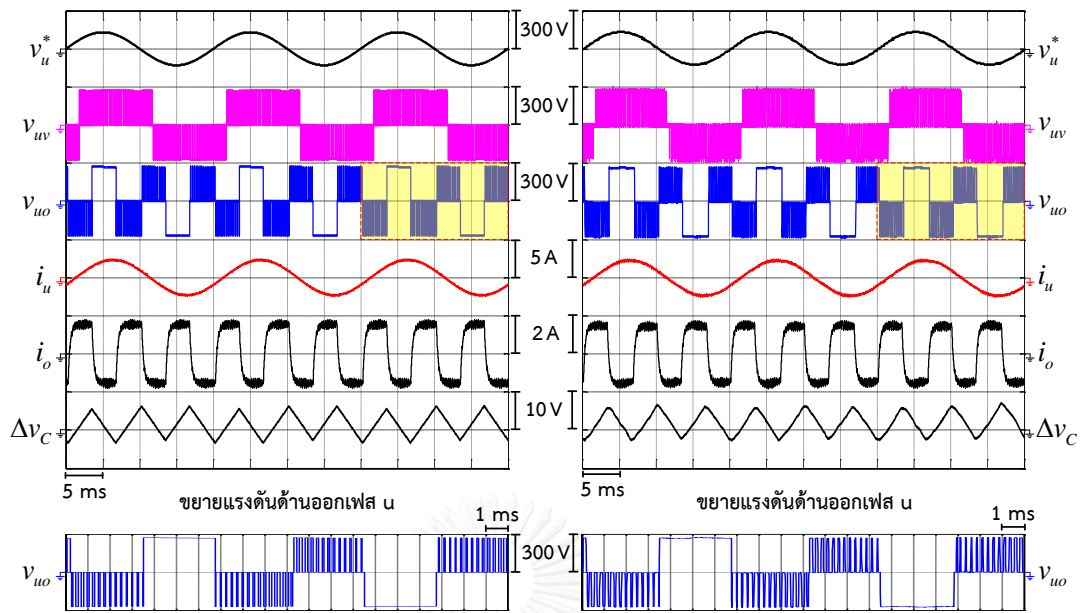 v*u
300 V
v*u
vuv
300 V
vuv
vuo
300 V
vuo
iu
5 A
iu
io
2 A
io
ΔvC
10 V
ΔvC
5 ms
5 ms
ขยายแรงดันด้านออกเฟส u
ขยายแรงดันด้านออกเฟส u
1 ms
1 ms
vuo
300 V
vuo